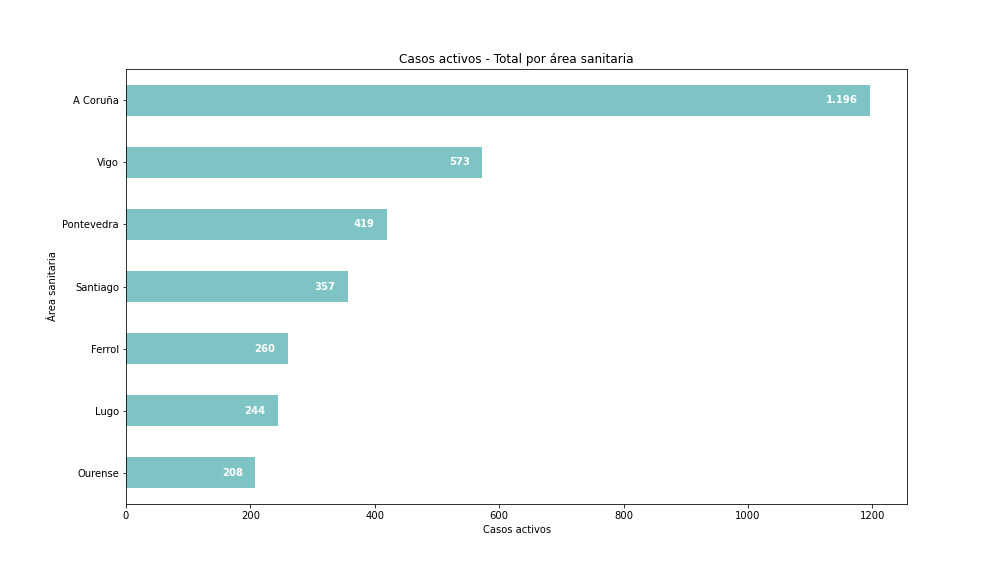 Casos activos - Total por área sanitaria
A Coruña
1.196
Vigo
573
Pontevedra
419
Santiago
357
Ferrol
260
Lugo
244
Ourense
208
Área sanitaria
0 200 400 600 800 1000 1200
Casos activos